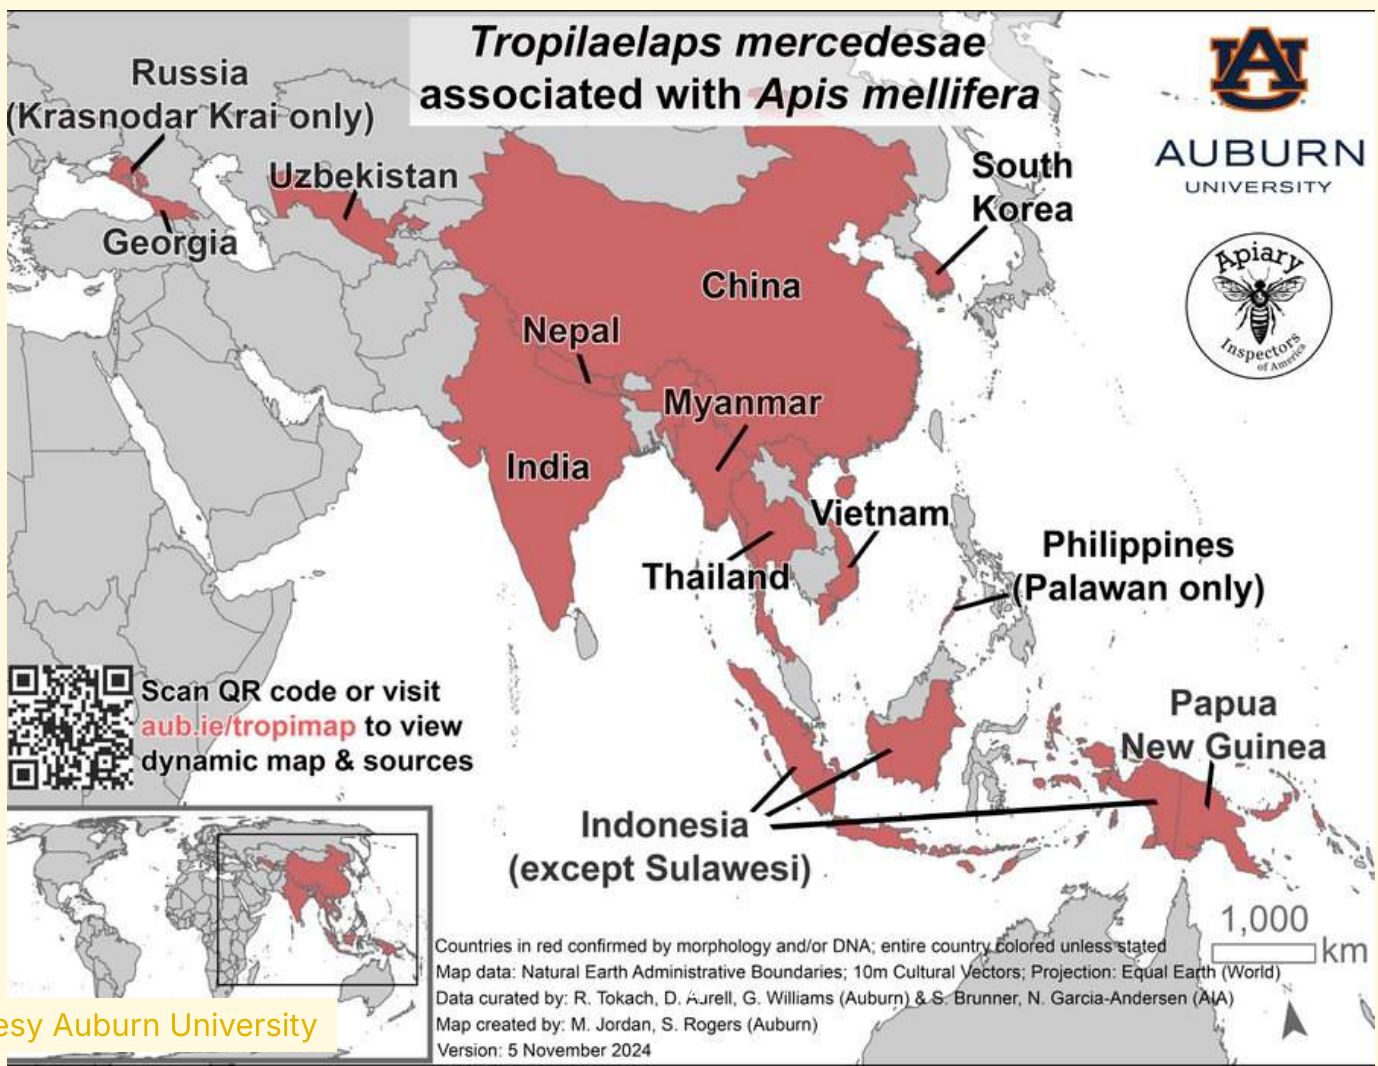 Tropilaelaps mercedesae
associated with Apis mellifera
AUBURN
UNIVERSITY
Apiary
Inspectors
of America
Russia
(Krasnodar Krai only)
Uzbekistan
Georgia
South
Korea
China
Nepal
Myanmar
India
Vietnam
Thailand
Philippines
(Palawan only)
Papua
New Guinea
Indonesia
(except Sulawesi)
Scan QR code or visit
aub.ie/tropimap to view
dynamic map & sources
1,000
km
N
Countries in red confirmed by morphology and/or DNA; entire country colored unless stated
Map data: Natural Earth Administrative Boundaries; 10m Cultural Vectors; Projection: Equal Earth (World)
Data curated by: R. Tokach, D. Aurell, G. Williams (Auburn) & S. Brunner, N. Garcia-Andersen (AIA)
Map created by: M. Jordan, S. Rogers (Auburn)
Version: 5 November 2024
esy Auburn University